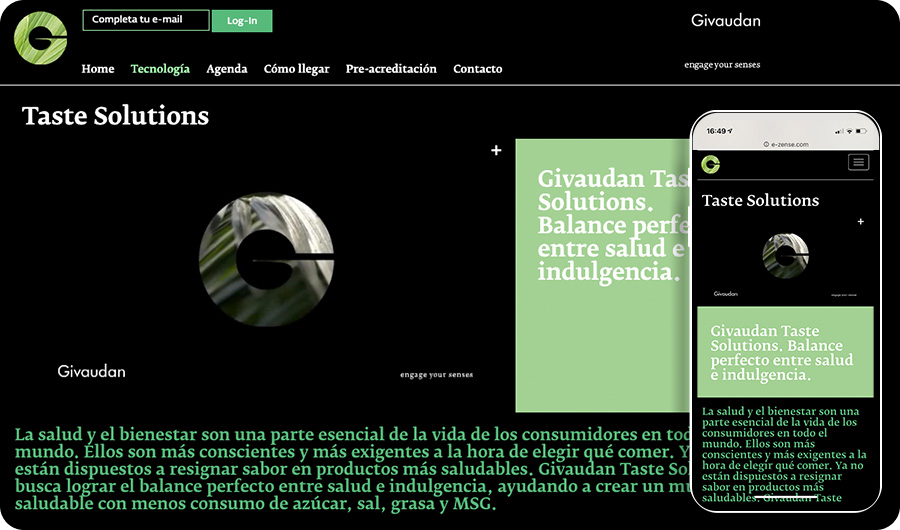 Completa tu e-mail
Log-In
Givaudan
engage your senses
Home Tecnología Agenda Cómo llegar Pre-acreditación Contacto
Taste Solutions
+
Givaudan Tas
Solutions.
Balance perfe
entre salud e
indulgencia.
Givaudan
engage your senses
La salud y el bienestar son una parte esencial de la vida de los consumidores en tod
mundo. Ellos son más conscientes y más exigentes a la hora de elegir qué comer. Y
están dispuestos a resignar sabor en productos más saludables. Givaudan Taste So
busca lograr el balance perfecto entre salud e indulgencia, ayudando a crear un mu
saludable con menos consumo de azúcar, sal, grasa y MSG.
16:49
e-zense.com
Taste Solutions
+
Givaudan
engage your senses
Givaudan Taste
Solutions. Balance
perfecto entre salud
e indulgencia.
La salud y el bienestar son una
parte esencial de la vida de los
consumidores en todo el
mundo. Ellos son más
conscientes y más exigentes a la
hora de elegir qué comer. Ya no
están dispuestos a resignar
sabor en productos más
saludables. Givaudan Taste